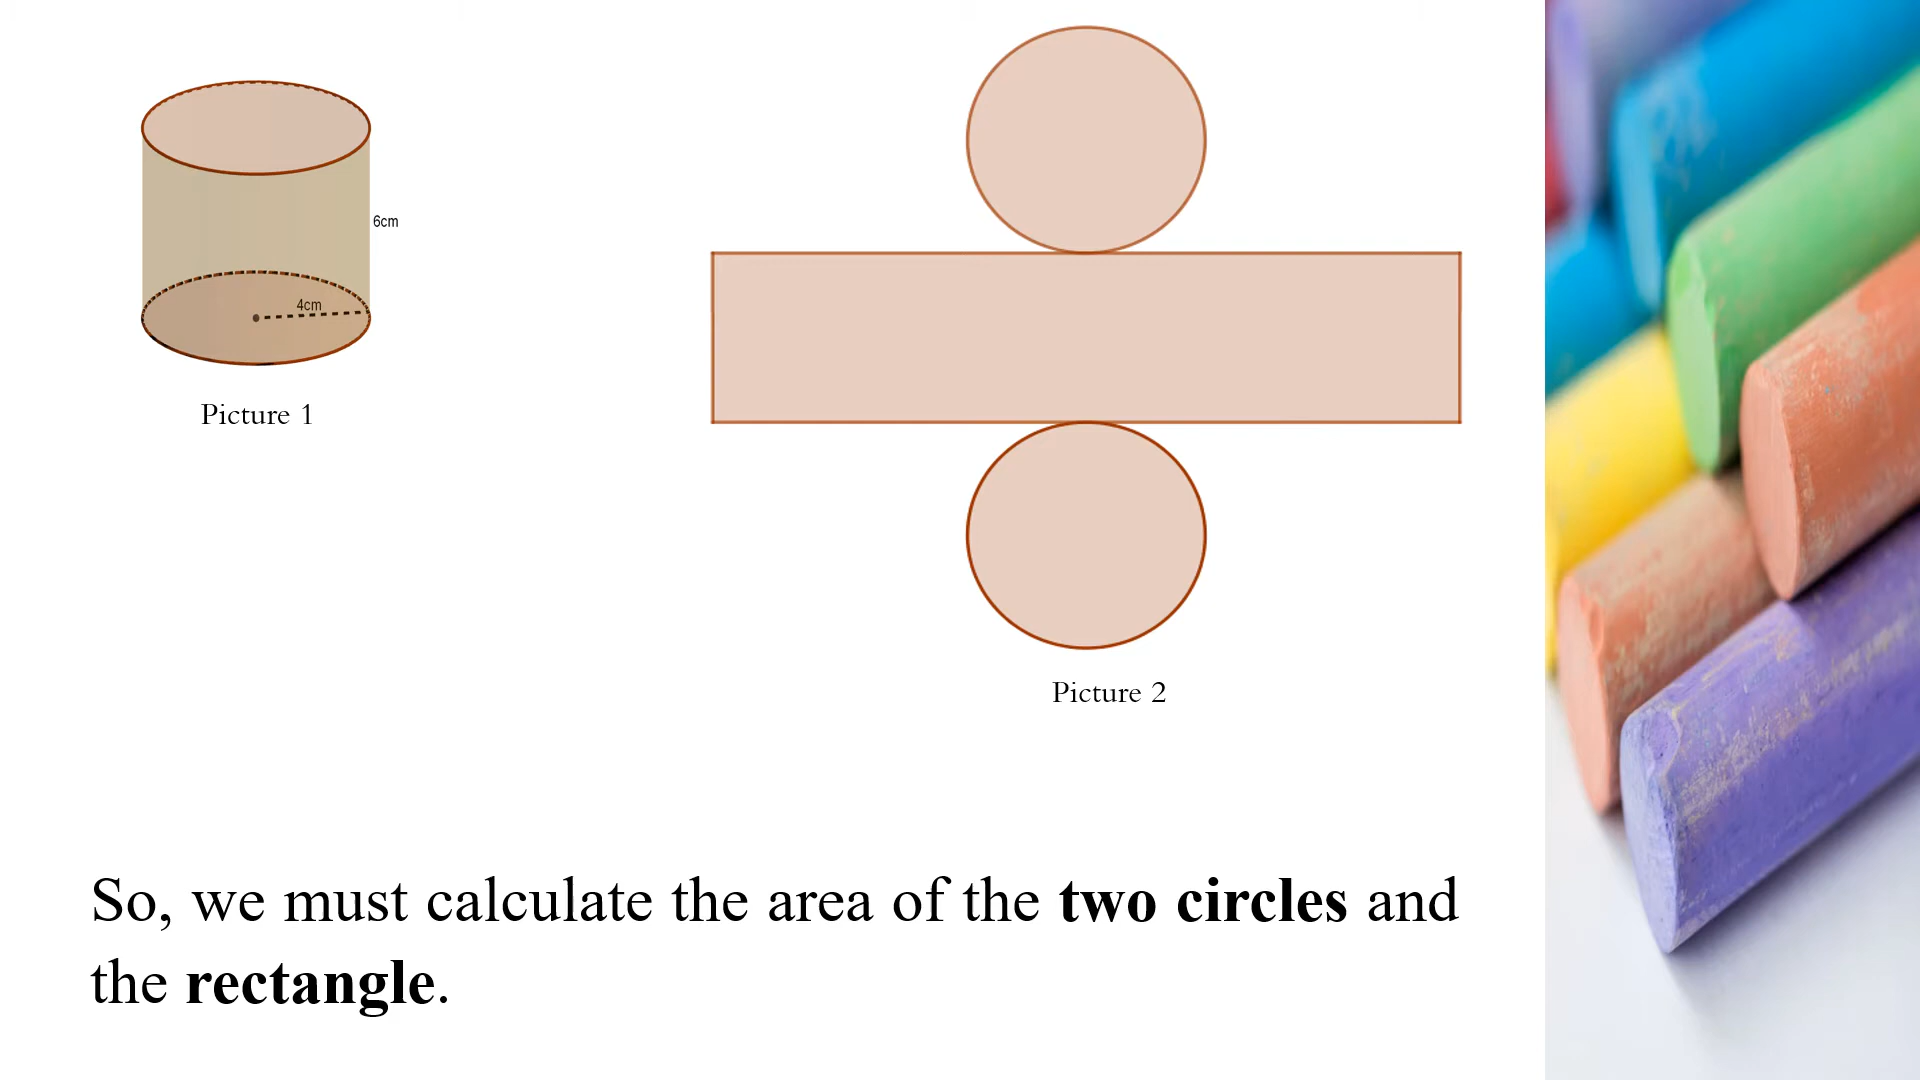 6cm
4cm
Picture 1
Picture 2
So, we must calculate the area of the two circles and
the rectangle.